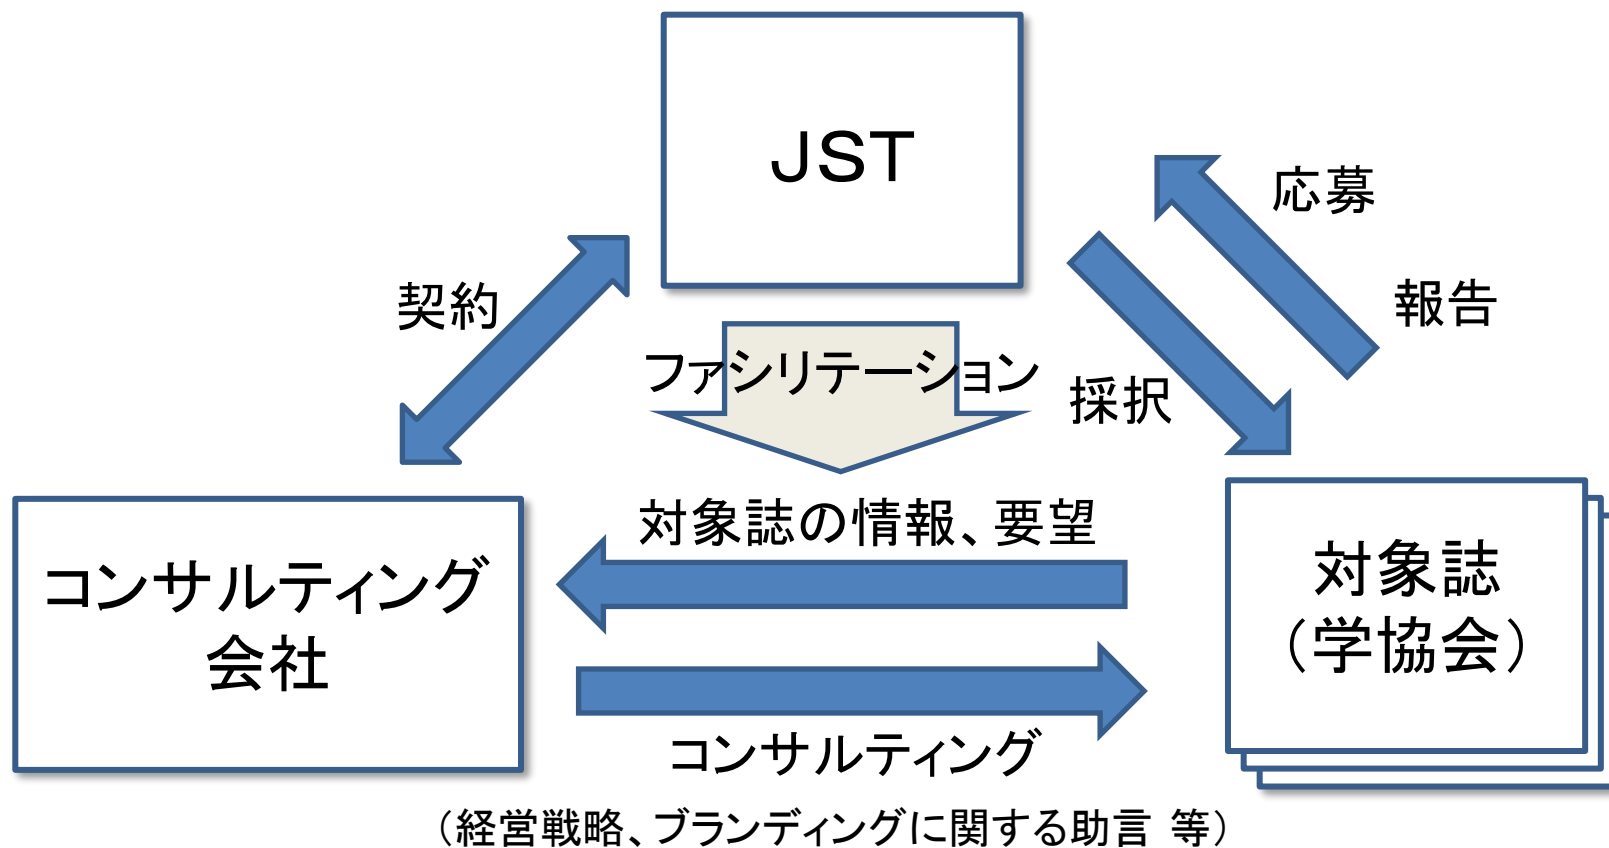 JST
応募
契約
報告
ファシリテーション
採択
対象誌の情報、要望
コンサルティング
会社
対象誌
（学協会）
コンサルティング
（経営戦略、ブランディングに関する助言 等）